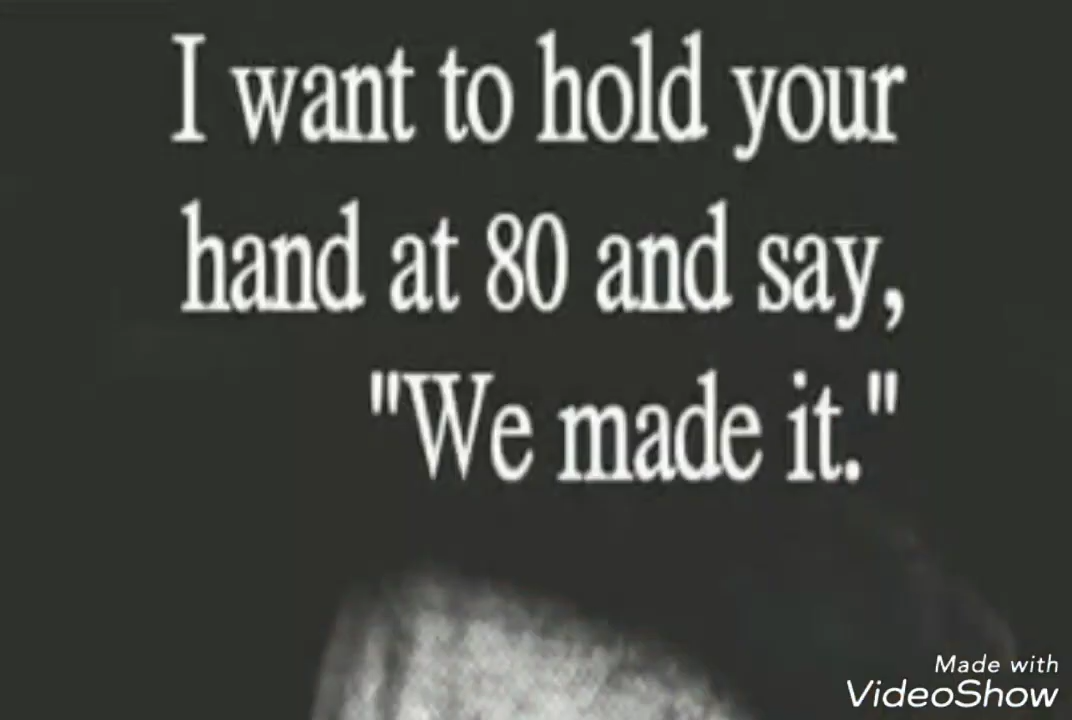 I want to hold your
hand at 80 and say,
"We made it."
Made with
VideoShow